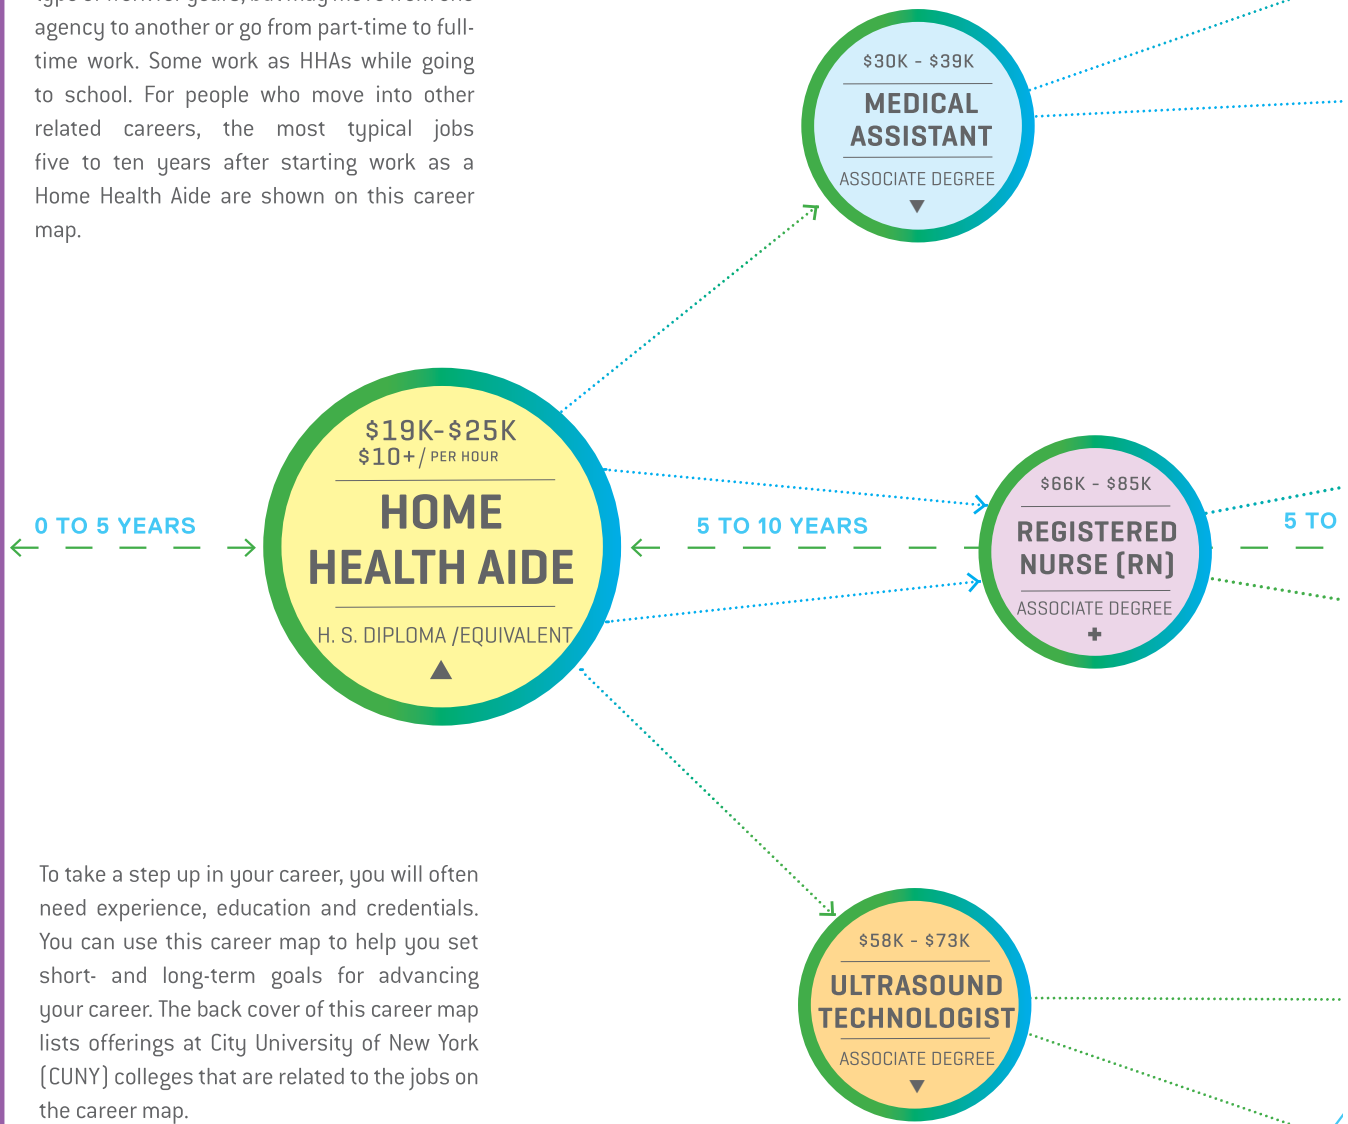 agency to another or go from part-time to full-
time work. Some work as HHAs while going
to school. For people who move into other
related careers, the most typical jobs
five to ten years after starting work as a
Home Health Aide are shown on this career
map.
$30K - $39K
MEDICAL
ASSISTANT
ASSOCIATE DEGREE
0 TO 5 YEARS
$19K-$25K
$10+/ PER HOUR
HOME
HEALTH AIDE
H. S. DIPLOMA /EQUIVALENT
5 TO 10 YEARS
$66K - $85K
REGISTERED
NURSE (RN)
ASSOCIATE DEGREE
5 TO
To take a step up in your career, you will often
need experience, education and credentials.
You can use this career map to help you set
short- and long-term goals for advancing
your career. The back cover of this career map
lists offerings at City University of New York
(CUNY) colleges that are related to the jobs on
the career map.
$58K - $73K
ULTRASOUND
TECHNOLOGIST
ASSOCIATE DEGREE